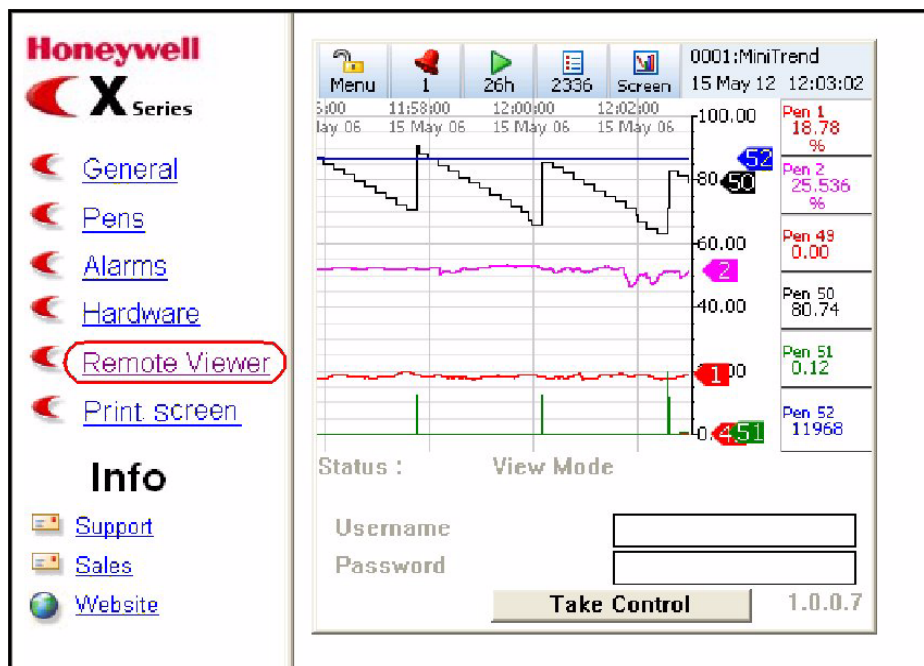 Honeywell
X Series
General
Pens
Alarms
Hardware
Remote Viewer
Print screen
Info
Support
Sales
Website
Menu
1
26h
2336
Screen
0001:MiniTrend
15 May 12 12:03:02
11:58:00 12:00:00 12:02:00
15 May 06 15 May 06 15 May 06
100.00
80
60.00
40.00
52
50
2
1
51
Pen 1
18.78
%
Pen 2
25.536
%
Pen 49
0.00
Pen 50
80.74
Pen 51
0.12
Pen 52
11968
Status : View Mode
Username
Password
Take Control 1.0.0.7